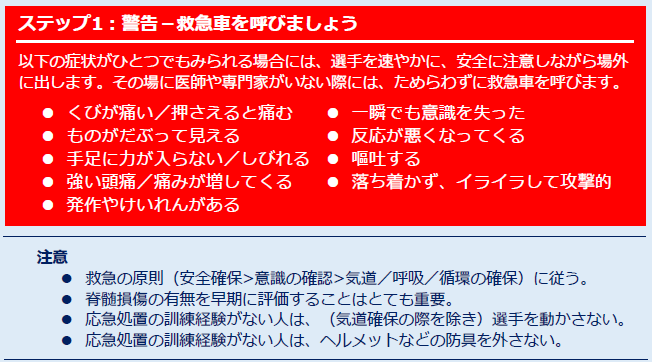 ステップ1：警告－救急車を呼びましょう
以下の症状がひとつでもみられる場合には、選手を速やかに、安全に注意しながら場外
に出します。その場に医師や専門家がいない際には、ためらわずに救急車を呼びます。
● くびが痛い／押さえると痛む
● ものがだぶって見える
● 手足に力が入らない／しびれる
● 強い頭痛／痛みが増してくる
● 発作やけいれんがある
● 一瞬でも意識を失った
● 反応が悪くなってくる
● 嘔吐する
● 落ち着かず、イライラして攻撃的
注意
● 救急の原則（安全確保>意識の確認>気道／呼吸／循環の確保）に従う。
● 脊髄損傷の有無を早期に評価することはとても重要。
● 応急処置の訓練経験がない人は、（気道確保の際を除き）選手を動かさない。
● 応急処置の訓練経験がない人は、ヘルメットなどの防具を外さない。